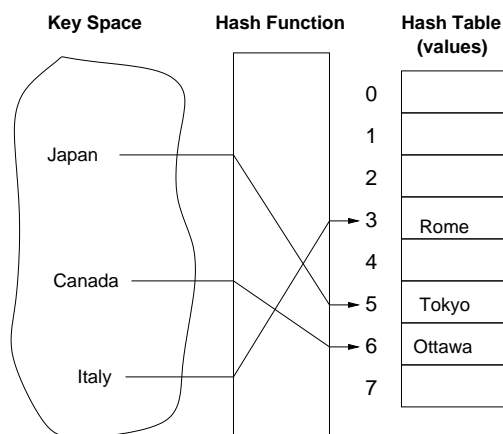 Key Space
Hash Function
Hash Table
(values)
0
1
Japan
2
3
Rome
4
Canada
5
Tokyo
6
Ottawa
Italy
7